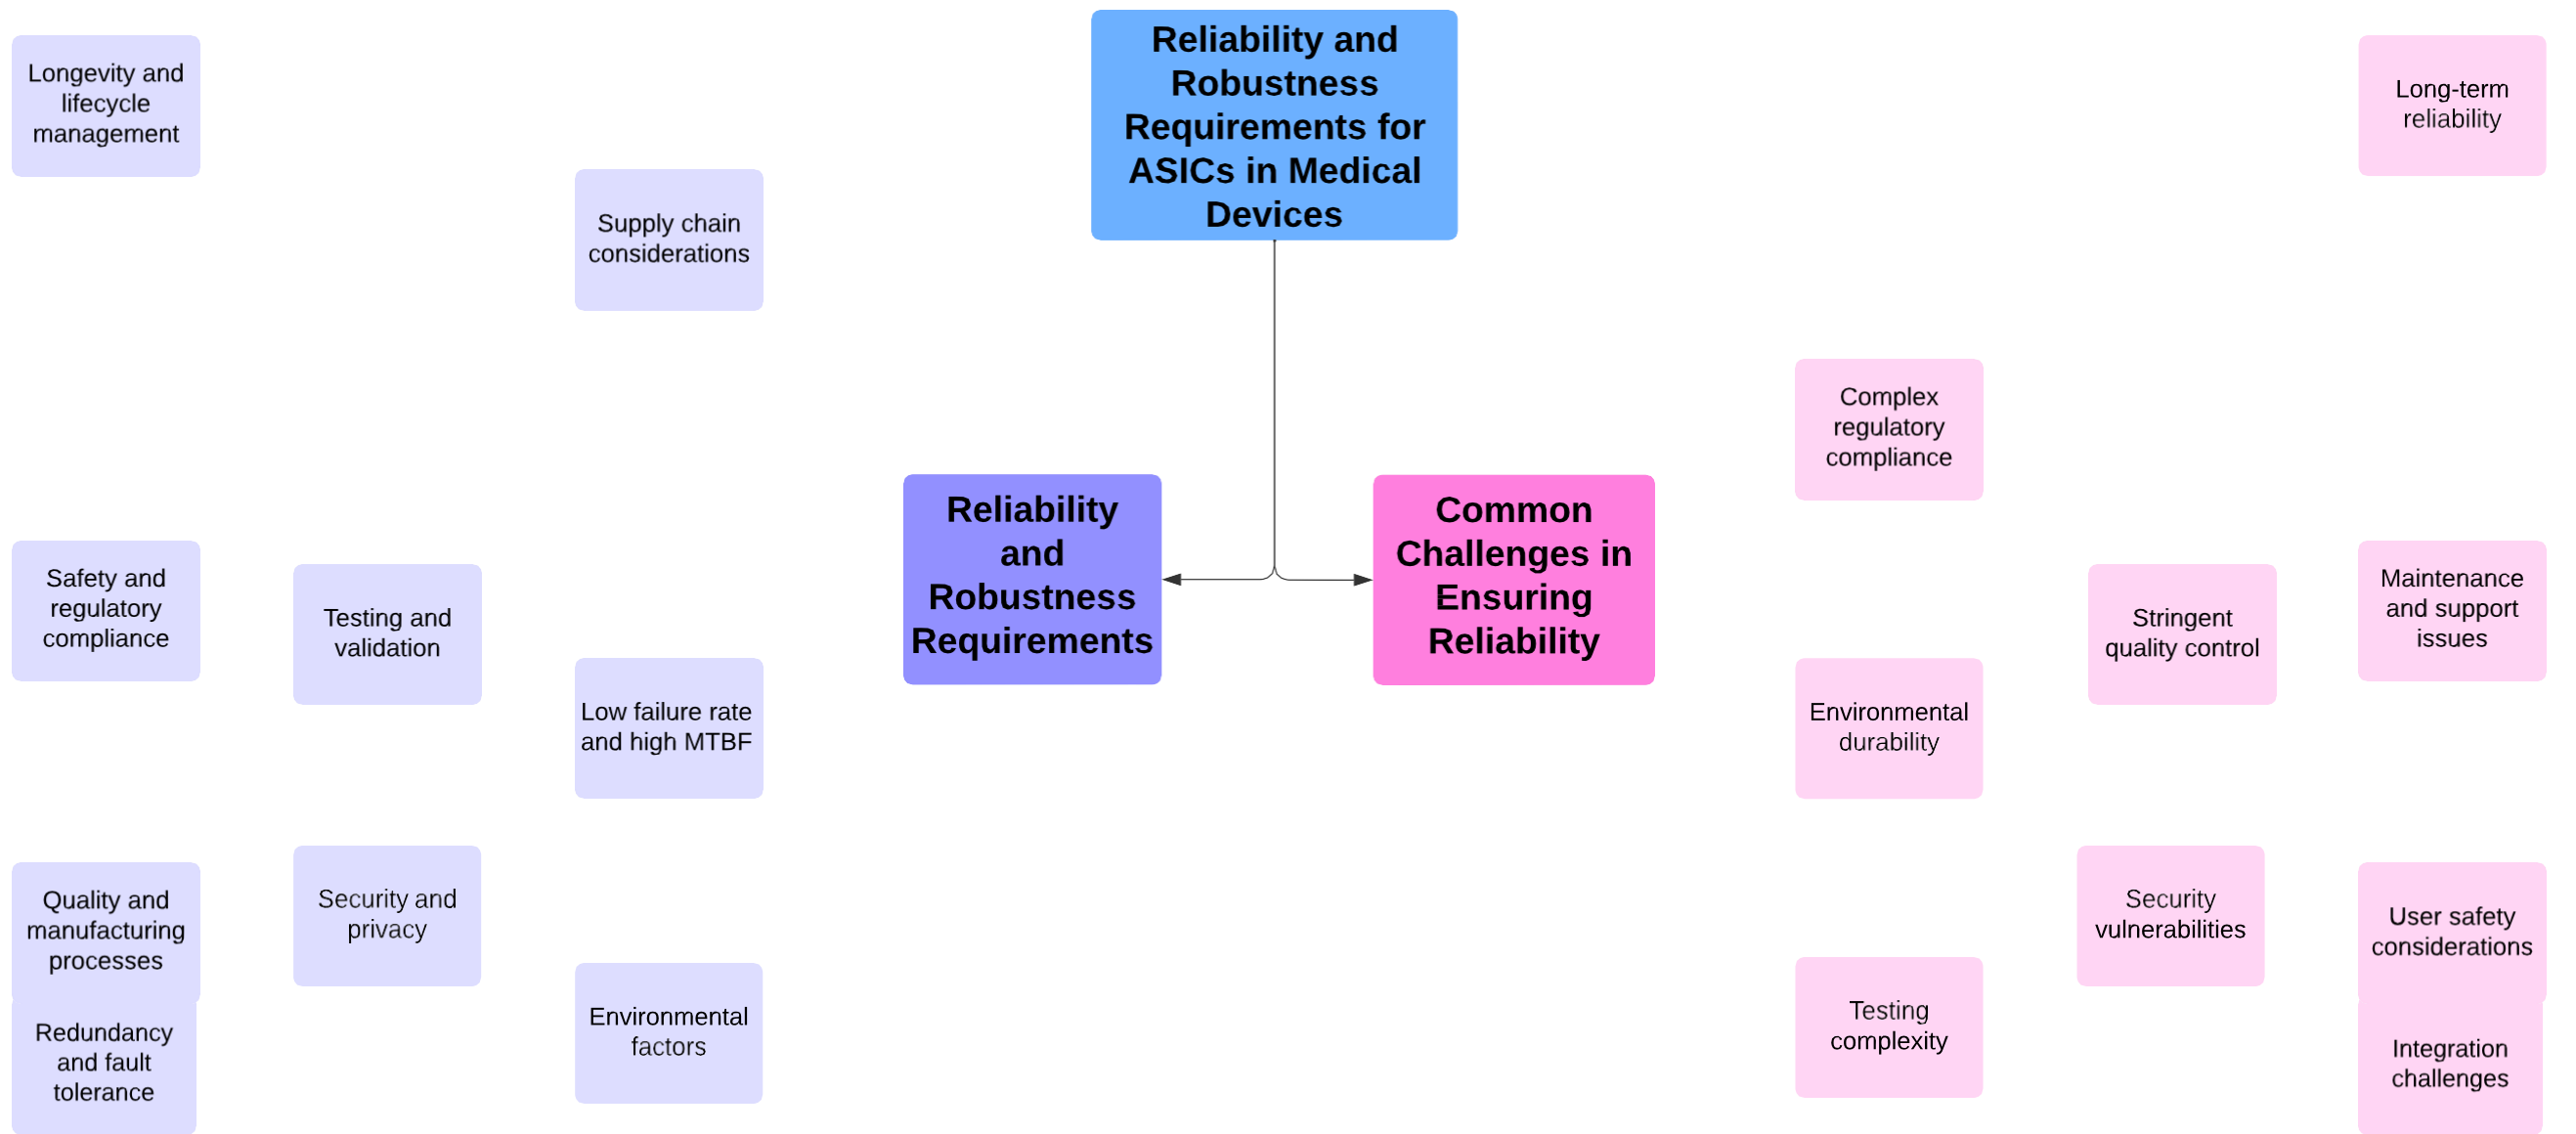 Reliability and
Robustness
Requirements for
ASICs in Medical
Devices
Longevity and
lifecycle
management
Supply chain
considerations
Long-term
reliability
Complex
regulatory
compliance
Reliability
and
Robustness
Requirements
Common
Challenges in
Ensuring
Reliability
Safety and
regulatory
compliance
Testing and
validation
Low failure rate
and high MTBF
Environmental
durability
Stringent
quality control
Maintenance
and support
issues
Quality and
manufacturing
processes
Security and
privacy
Environmental
factors
Redundancy
and fault
tolerance
Testing
complexity
Security
vulnerabilities
User safety
considerations
Integration
challenges